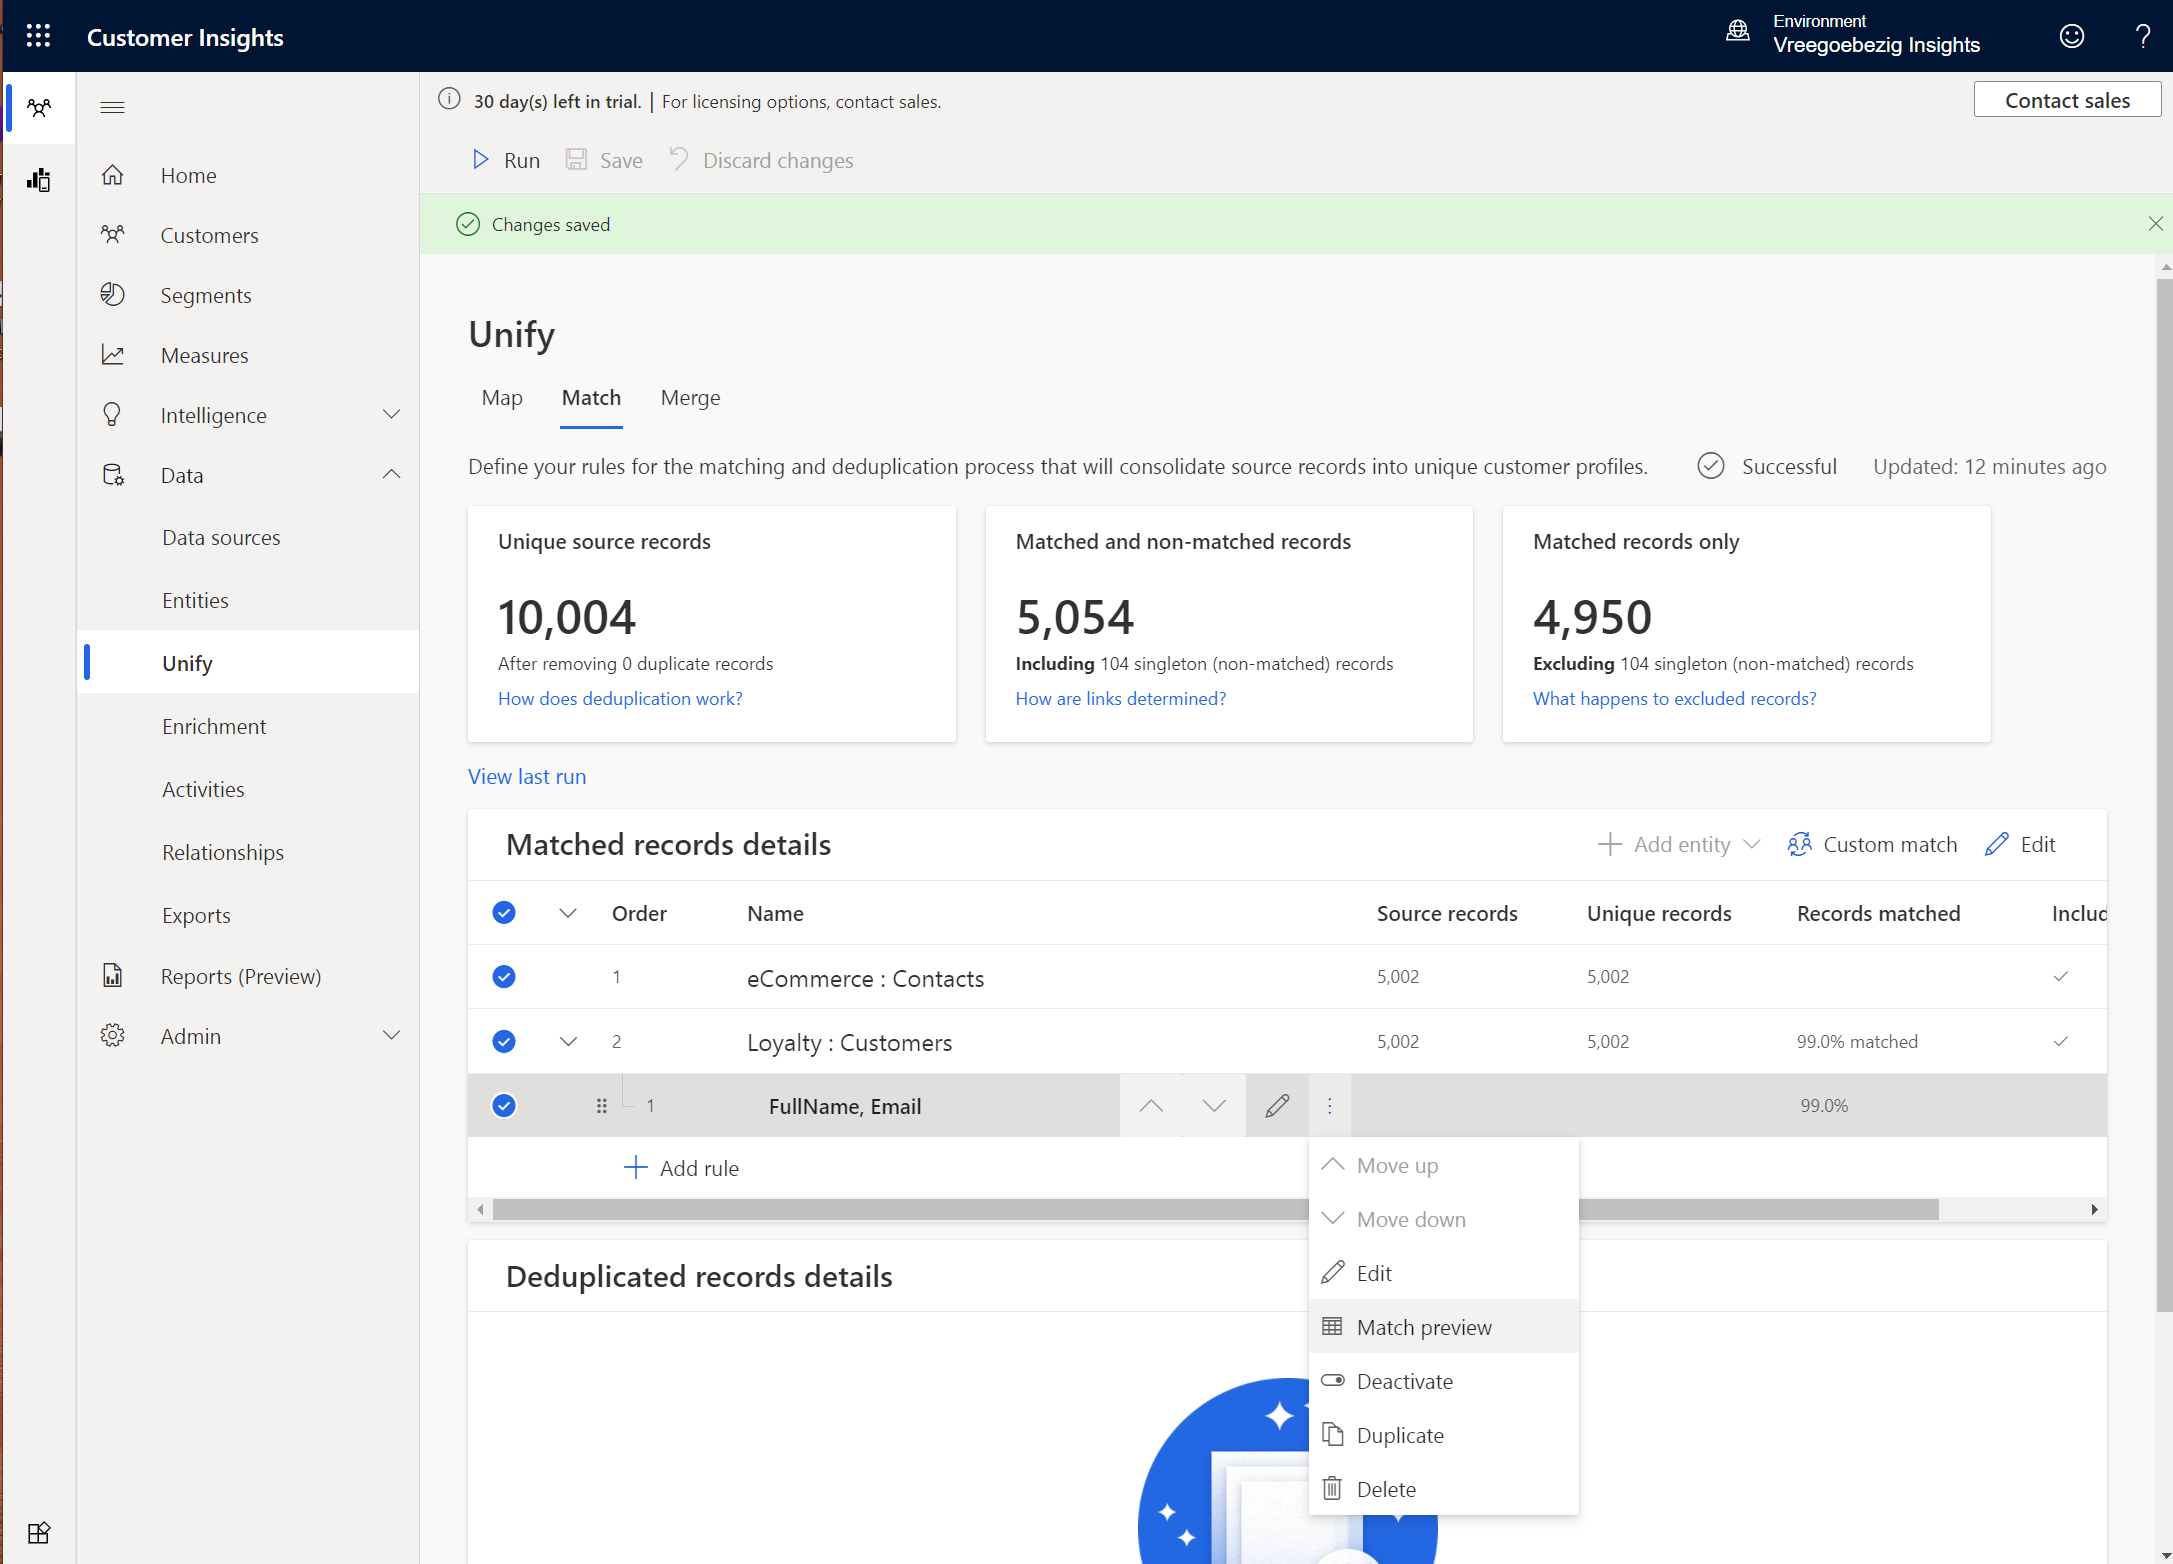 Customer Insights
Environment
Vreegoebezig Insights
?
30 day(s) left in trial. | For licensing options, contact sales.
Contact sales
Run
Save
Discard changes
Changes saved
Home
Customers
Segments
Measures
Intelligence
Data
Data sources
Entities
Unify
Enrichment
Activities
Relationships
Exports
Reports (Preview)
Admin
Unify
Map
Match
Merge
Define your rules for the matching and deduplication process that will consolidate source records into unique customer profiles.
Successful
Updated: 12 minutes ago
Unique source records
10,004
After removing 0 duplicate records
How does deduplication work?
Matched and non-matched records
5,054
Including 104 singleton (non-matched) records
How are links determined?
Matched records only
4,950
Excluding 104 singleton (non-matched) records
What happens to excluded records?
View last run
Matched records details
Add entity
Custom match
Edit
Order Name Source records Unique records Records matched Includ
1 eCommerce : Contacts 5,002 5,002
2 Loyalty : Customers 5,002 5,002 99.0% matched
1 FullName, Email 99.0%
Add rule
Move up
Move down
Edit
Match preview
Deactivate
Duplicate
Delete
Deduplicated records details